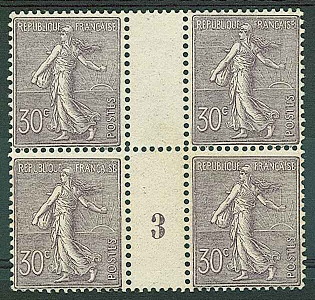 REPUBLIQUE FRANÇAISE
30c
POSTES
REPUBLIQUE FRANÇAISE
30c
POSTES
REPUBLIQUE FRANÇAISE
30c
POSTES
3
REPUBLIQUE FRANÇAISE
30c
POSTES